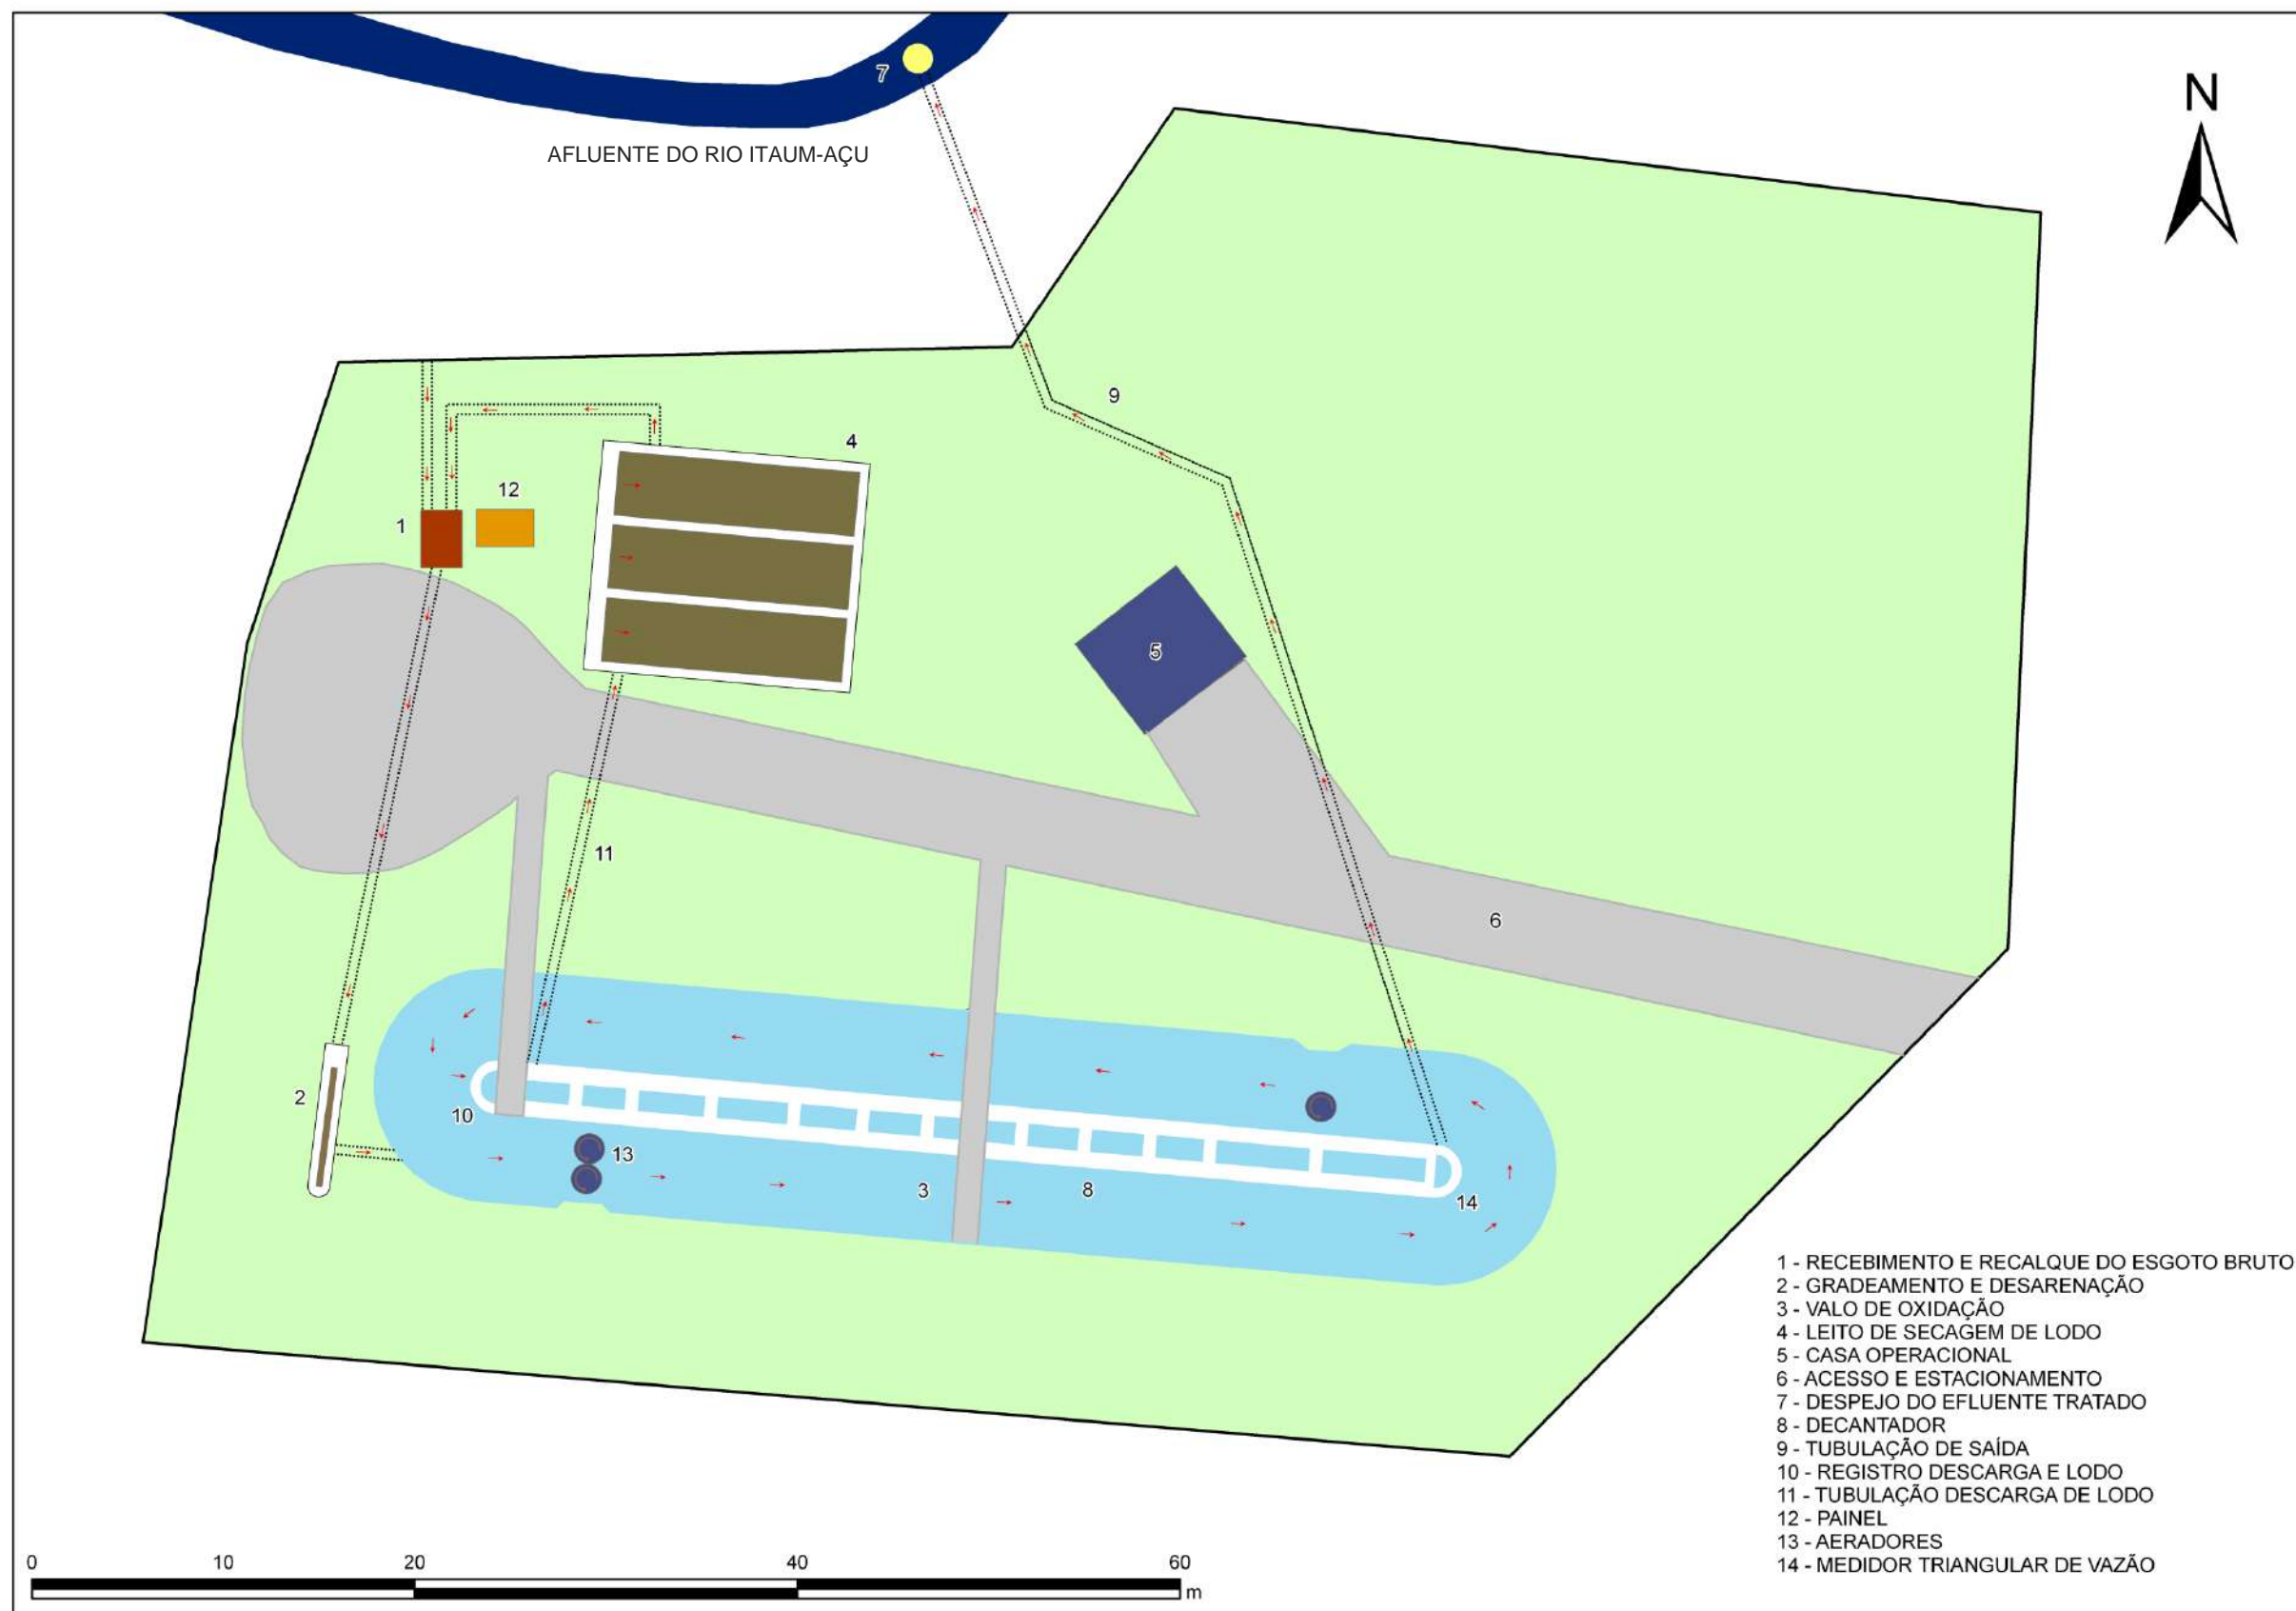 7
N
AFLUENTE DO RIO ITAUM-AÇU
9
4
12
1
5
11
6
2
10
13
3
8
14
1 - RECEBIMENTO E RECALQUE DO ESGOTO BRUTO
2 - GRADEAMENTO E DESARENAÇÃO
3 - VALO DE OXIDAÇÃO
4 - LEITO DE SECAGEM DE LODO
5 - CASA OPERACIONAL
6 - ACESSO E ESTACIONAMENTO
7 - DESPEJO DO EFLUENTE TRATADO
8 - DECANTADOR
9 - TUBULAÇÃO DE SAÍDA
10 - REGISTRO DESCARGA E LODO
11 - TUBULAÇÃO DESCARGA DE LODO
12 - PAINEL
13 - AERADORES
14 - MEDIDOR TRIANGULAR DE VAZÃO
0 10 20 40 60
m